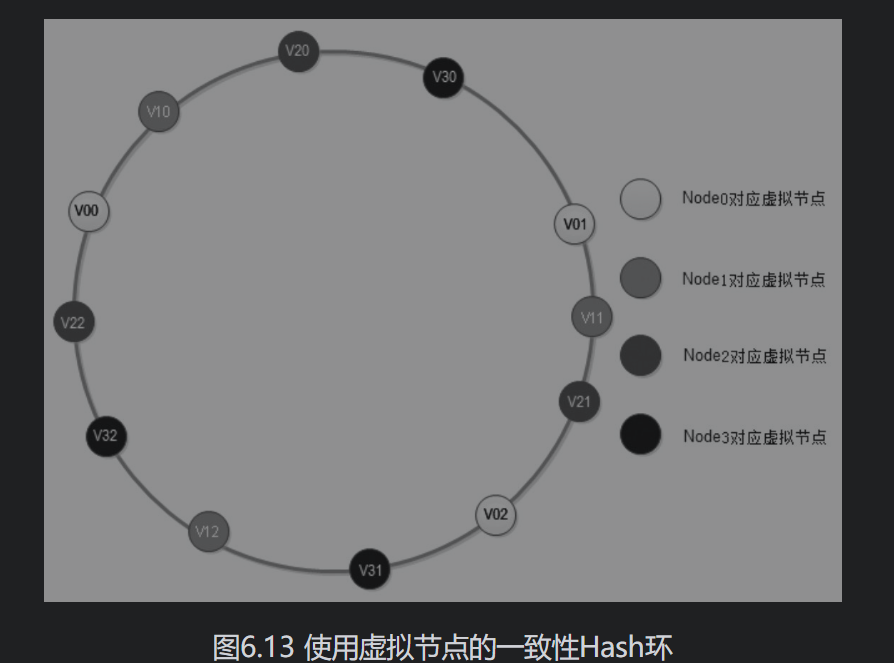 V20
V30
V10
V00
V01
Node0对应虚拟节点
Node1对应虚拟节点
V11
V22
Node2对应虚拟节点
V21
V32
Node3对应虚拟节点
V02
V12
V31
图6.13 使用虚拟节点的一致性Hash环